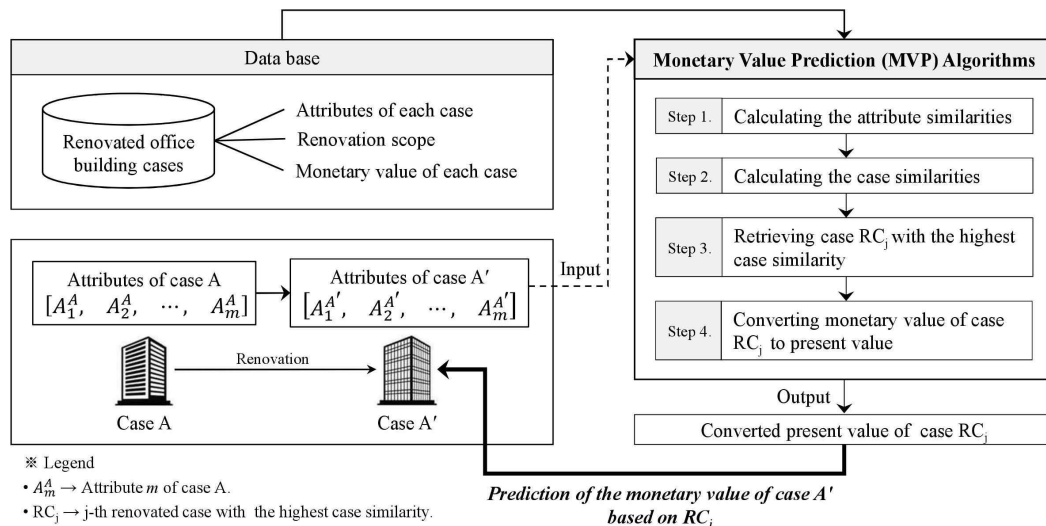 Data base
Renovated office
building cases
Attributes of each case
Renovation scope
Monetary value of each case
Attributes of case A
[A₁ᴬ, A₂ᴬ, ⋯, Aₘᴬ]
Attributes of case A′
[A₁ᴬ′, A₂ᴬ′, ⋯, Aₘᴬ′]
Renovation
Case A
Case A′
Input
Monetary Value Prediction (MVP) Algorithms
Step 1. Calculating the attribute similarities
Step 2. Calculating the case similarities
Step 3. Retrieving case RCⱼ with the highest
case similarity
Step 4. Converting monetary value of case
RCⱼ to present value
Output
Converted present value of case RCⱼ
Prediction of the monetary value of case A'
based on RCⱼ
※ Legend
• Aₘᴬ → Attribute m of case A.
• RCⱼ → j-th renovated case with the highest case similarity.